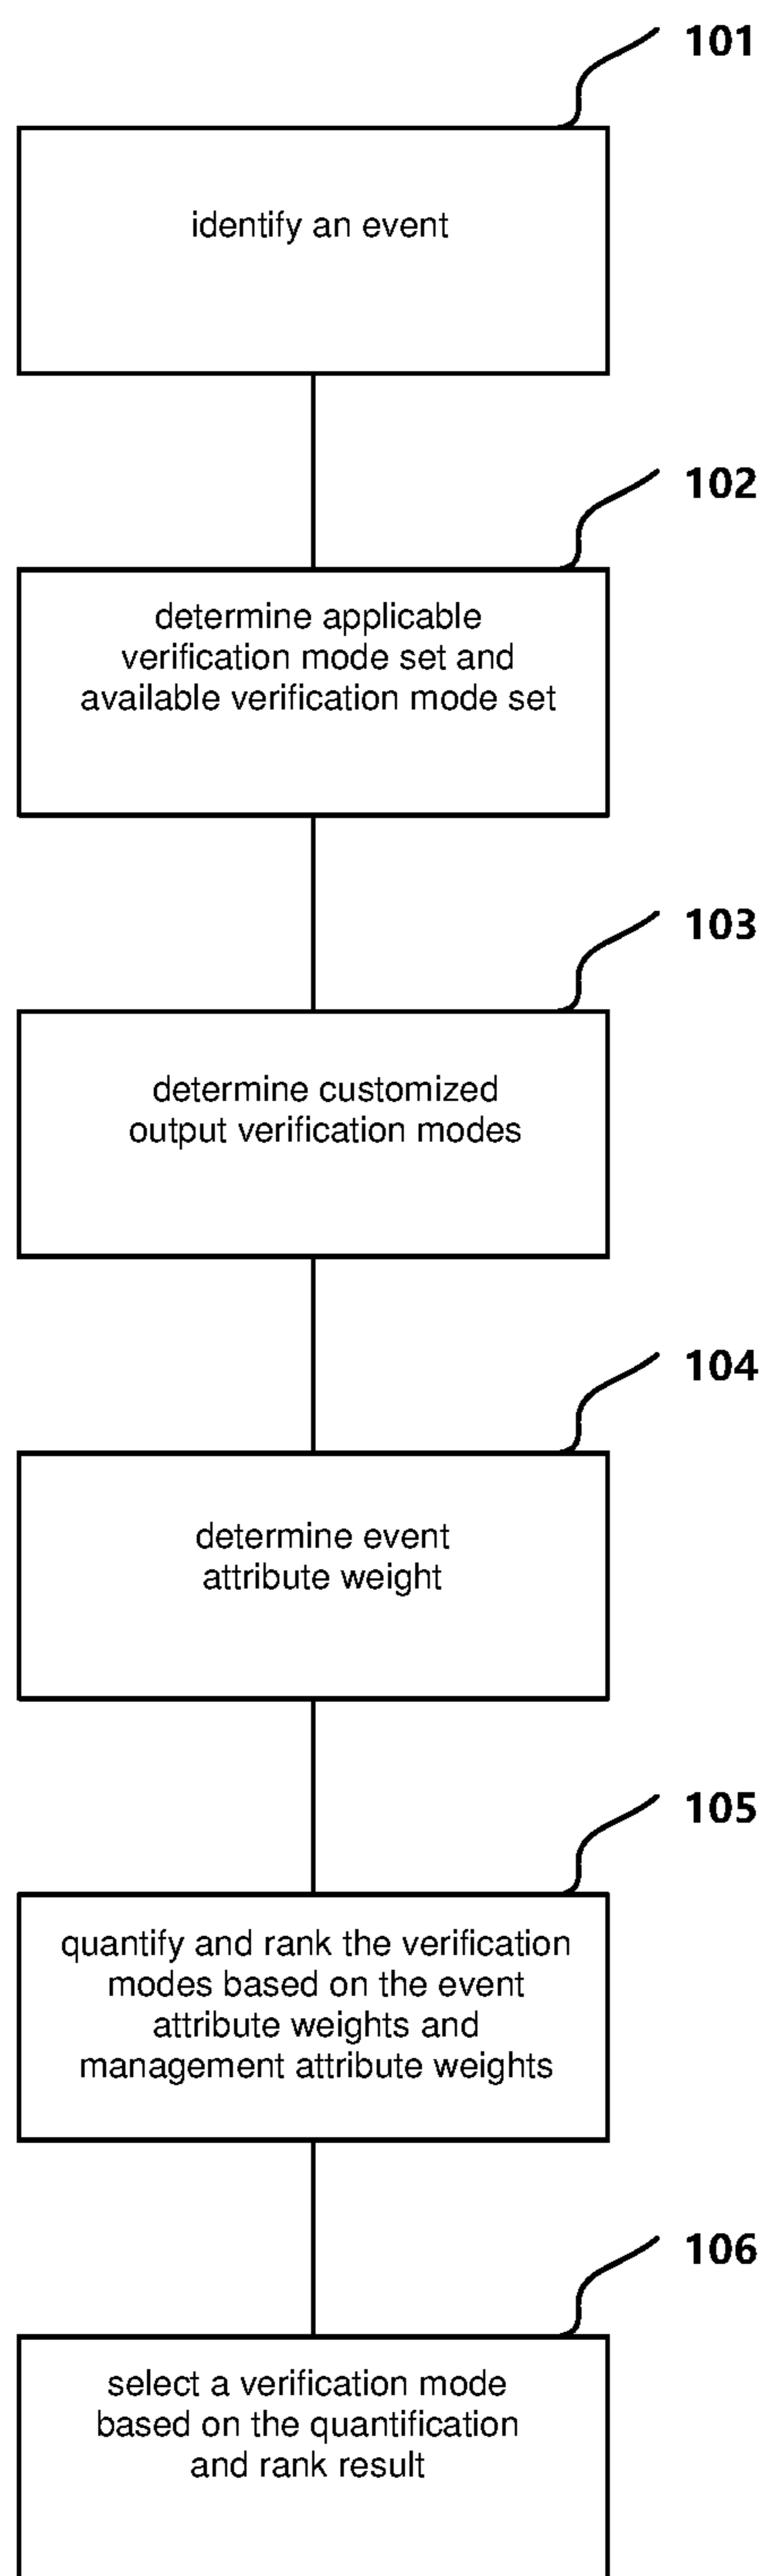 101
identify an event
102
determine applicable
verification mode set and
available verification mode set
103
determine customized
output verification modes
104
determine event
attribute weight
105
quantify and rank the verification
modes based on the event
attribute weights and
management attribute weights
106
select a verification mode
based on the quantification
and rank result